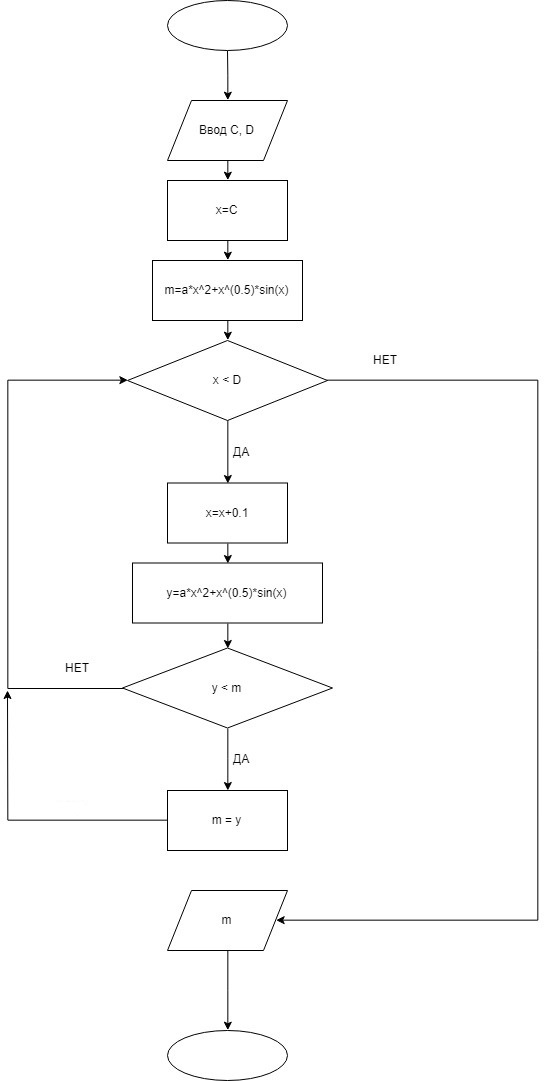 Ввод C, D
x=C
m=a*x^2+x^(0.5)*sin(x)
x < D
НЕТ
ДА
x=x+0.1
y=a*x^2+x^(0.5)*sin(x)
НЕТ
y < m
ДА
m = y
m